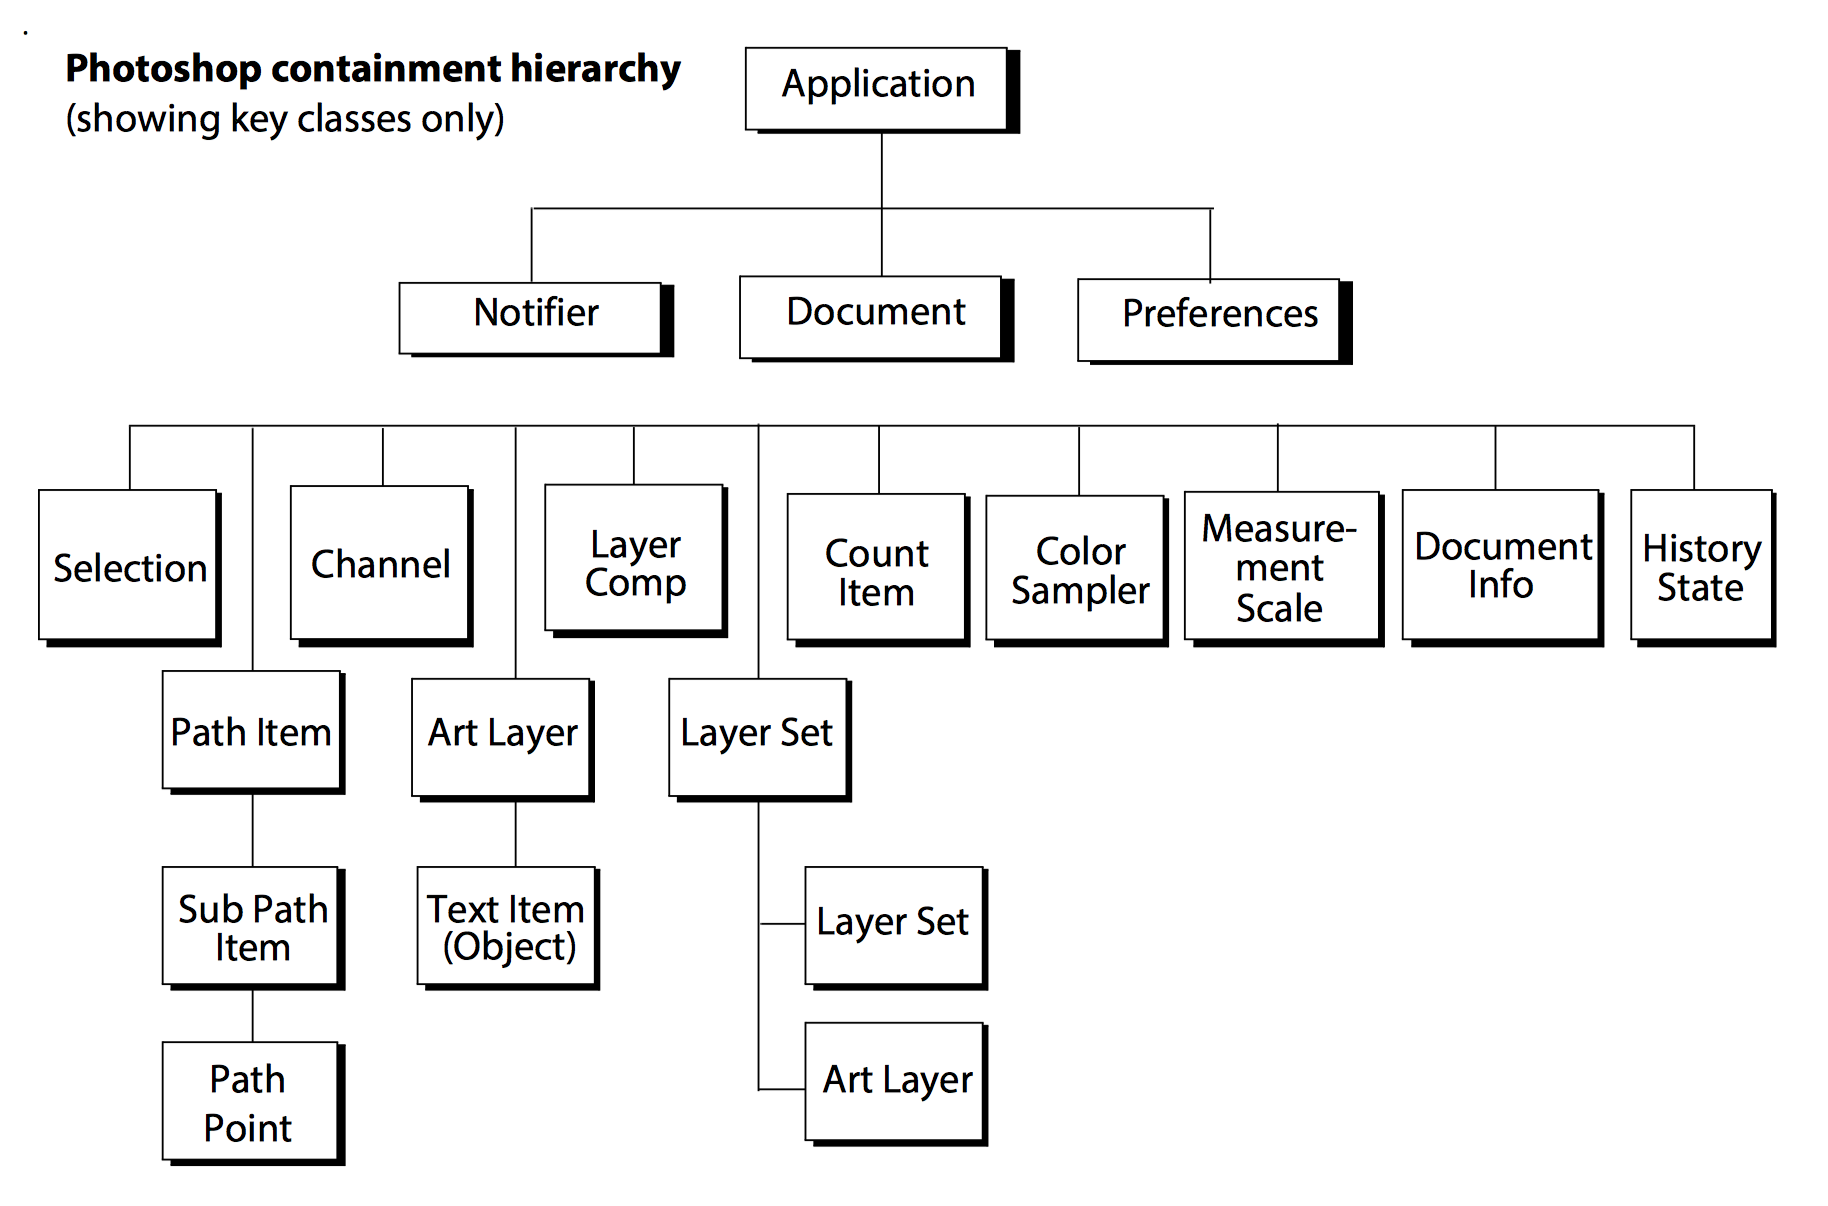 Photoshop containment hierarchy
(showing key classes only)
Application
Notifier
Document
Preferences
Selection
Channel
Layer
Comp
Count
Item
Color
Sampler
Measure-
ment
Scale
Document
Info
History
State
Path Item
Art Layer
Layer Set
Sub Path
Item
Text Item
(Object)
Layer Set
Path
Point
Art Layer